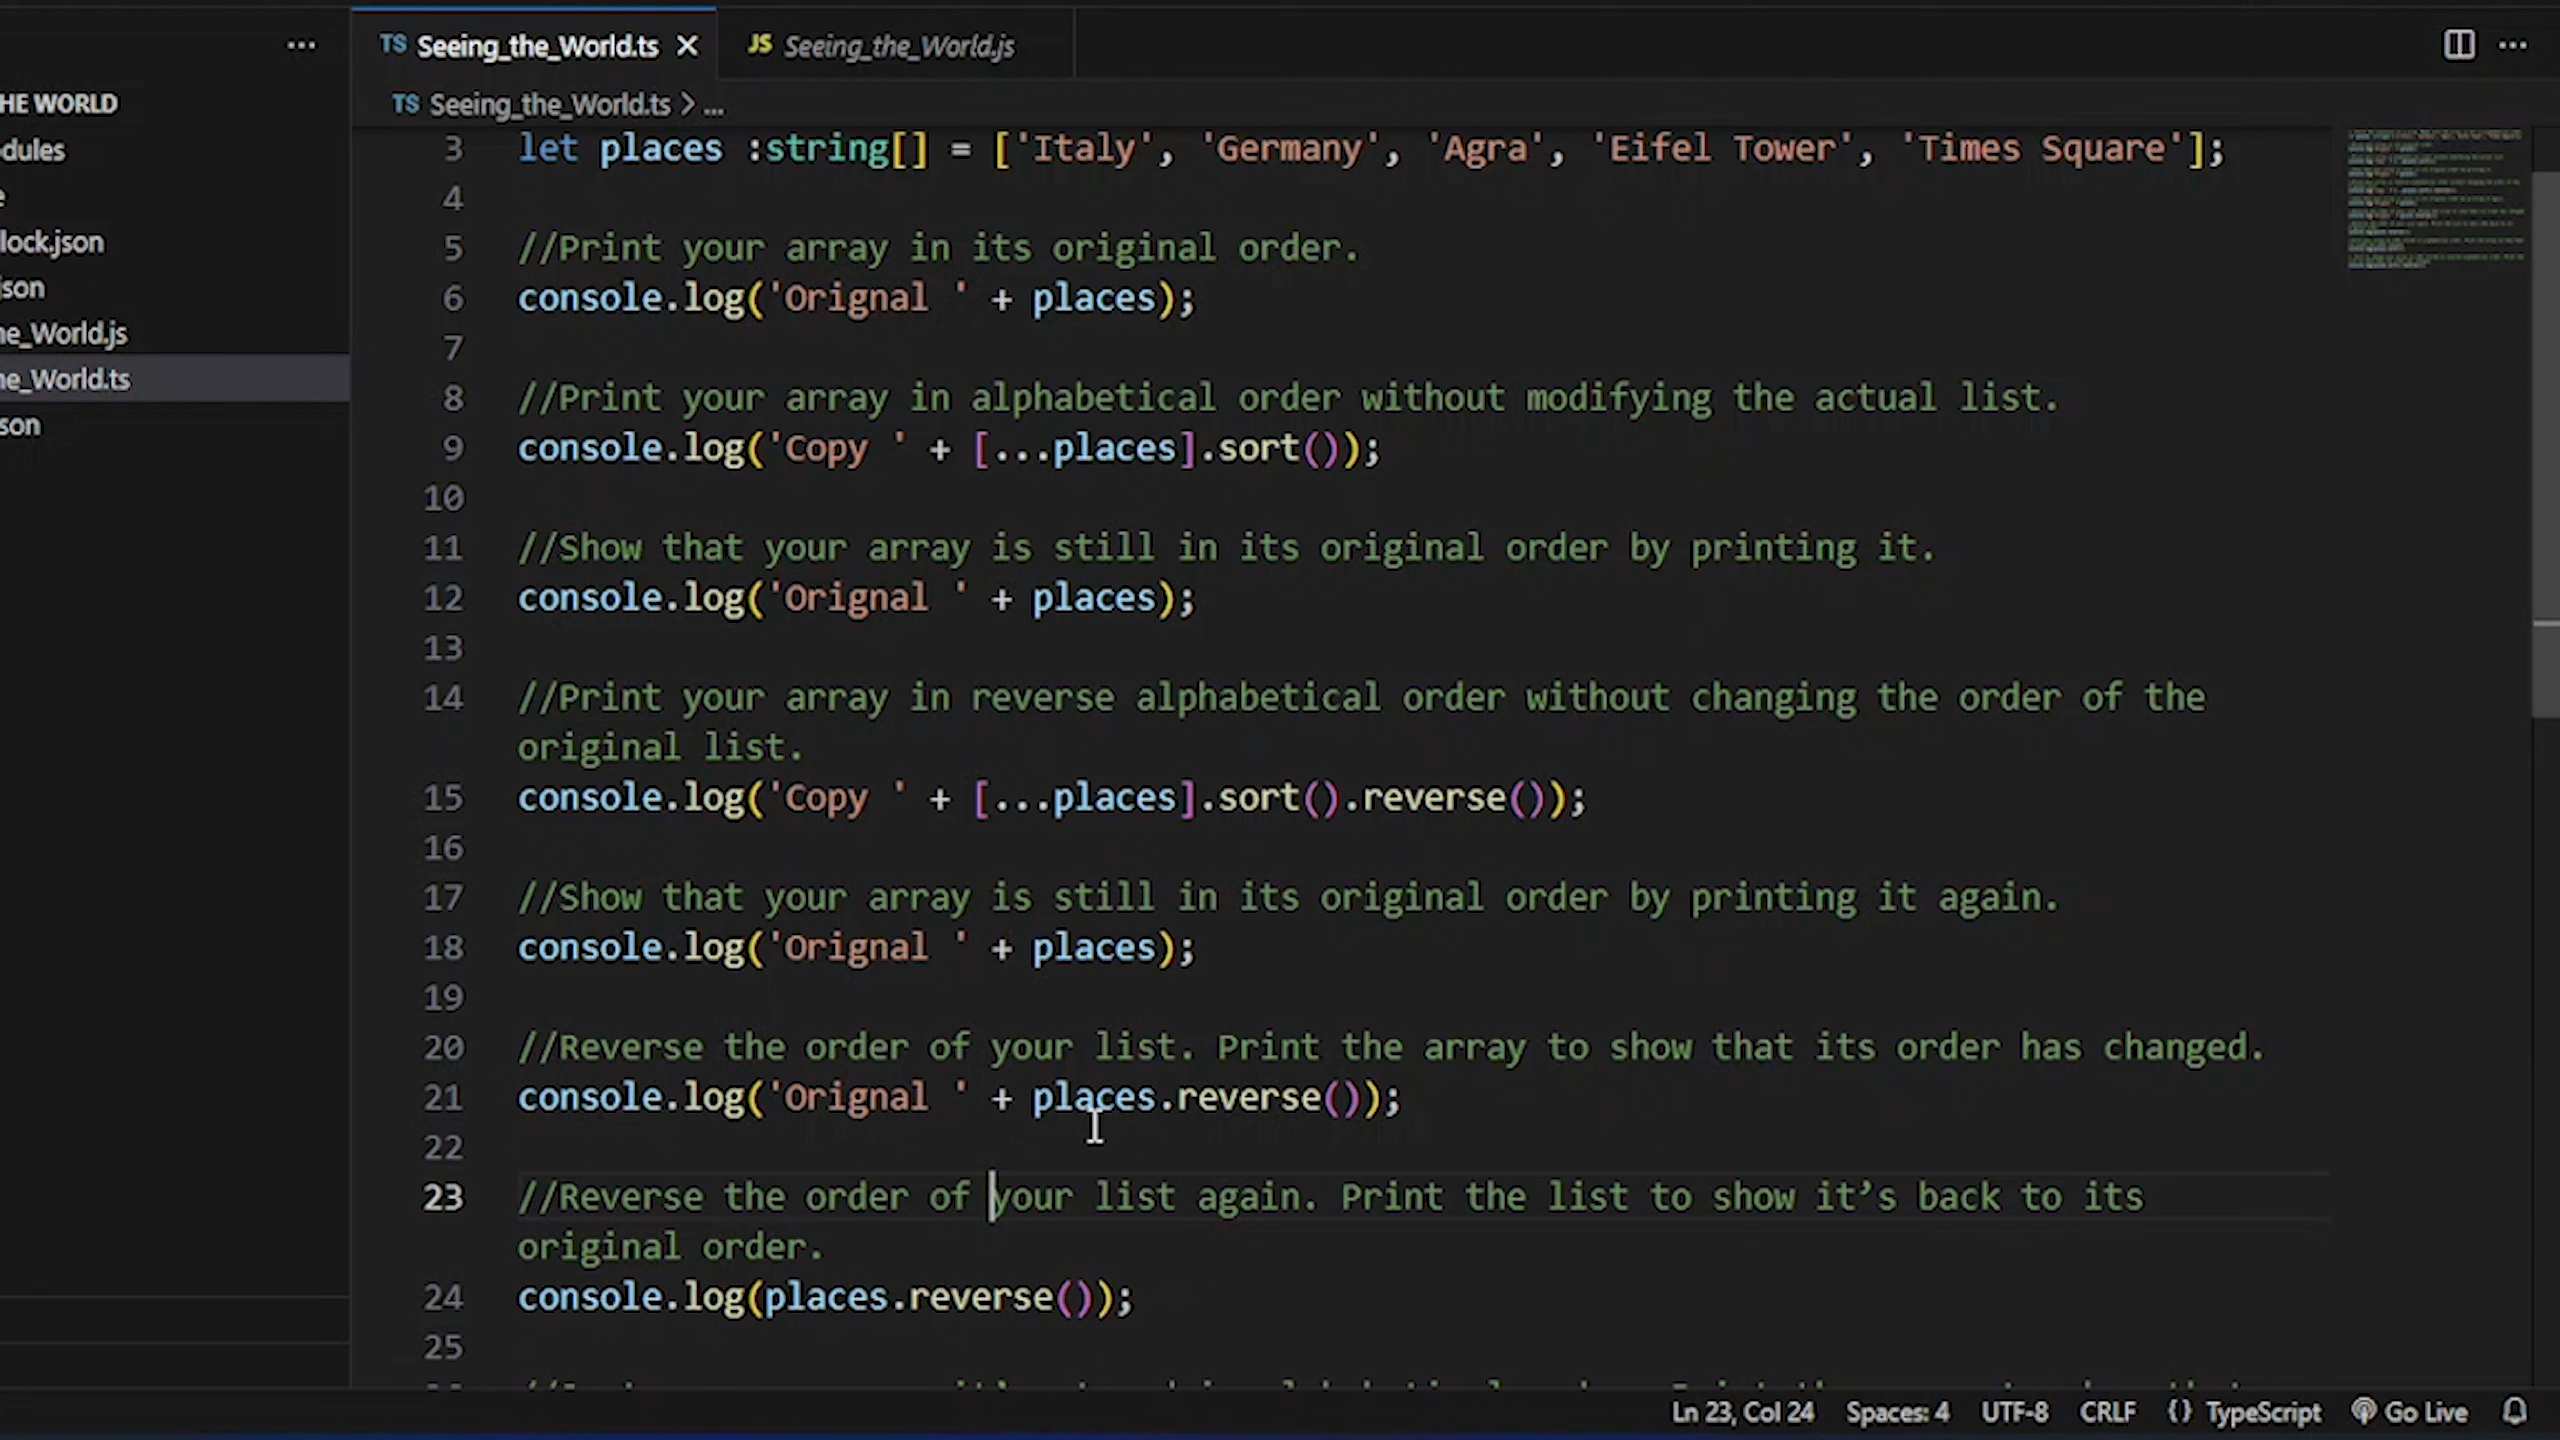 ··· TS Seeing_the_World.ts × JS Seeing_the_World.js ···
HE WORLD
TS Seeing_the_World.ts > ...
dules
e
lock.json
son
he_World.js
he_World.ts
son
3 let places :string[] = ['Italy', 'Germany', 'Agra', 'Eifel Tower', 'Times Square'];
4
5 //Print your array in its original order.
6 console.log('Orignal ' + places);
7
8 //Print your array in alphabetical order without modifying the actual list.
9 console.log('Copy ' + [...places].sort());
10
11 //Show that your array is still in its original order by printing it.
12 console.log('Orignal ' + places);
13
14 //Print your array in reverse alphabetical order without changing the order of the
original list.
15 console.log('Copy ' + [...places].sort().reverse());
16
17 //Show that your array is still in its original order by printing it again.
18 console.log('Orignal ' + places);
19
20 //Reverse the order of your list. Print the array to show that its order has changed.
21 console.log('Orignal ' + places.reverse());
22
23 //Reverse the order of your list again. Print the list to show it’s back to its
original order.
24 console.log(places.reverse());
25
Ln 23, Col 24 Spaces: 4 UTF-8 CRLF {} TypeScript Go Live